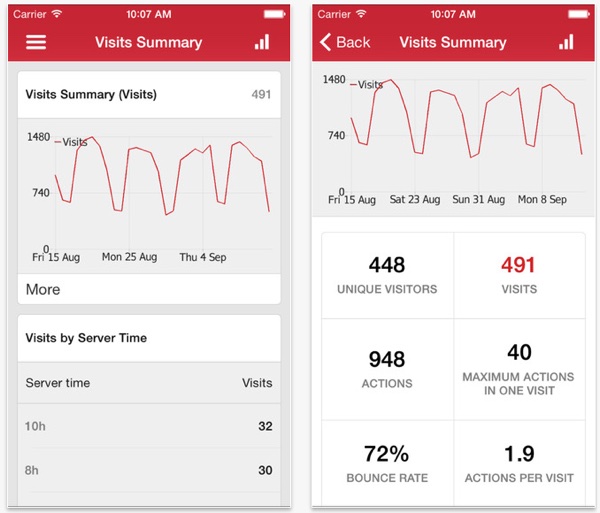 Carrier 10:07 AM
Visits Summary
Visits Summary (Visits) 491
1480
Visits
740
0
Fri 15 Aug Mon 25 Aug Thu 4 Sep
More
Visits by Server Time
Server time Visits
10h 32
8h 30
Carrier 10:07 AM
Back Visits Summary
1480
Visits
740
0
Fri 15 Aug Sat 23 Aug Sun 31 Aug Mon 8 Sep
448 491
UNIQUE VISITORS VISITS
948 40
ACTIONS MAXIMUM ACTIONS
IN ONE VISIT
72% 1.9
BOUNCE RATE ACTIONS PER VISIT